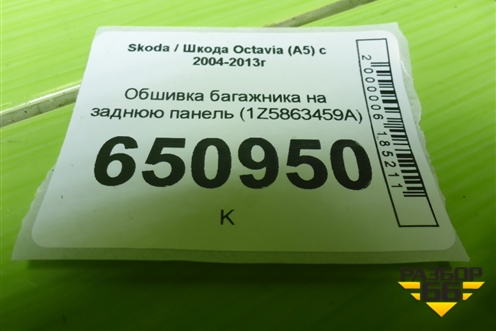 Skoda / Шкода Octavia (A5) с
2004-2013г
Обшивка багажника на
заднюю панель (1Z5863459A)
650950
К
2000006185211
РАЗБОР
66